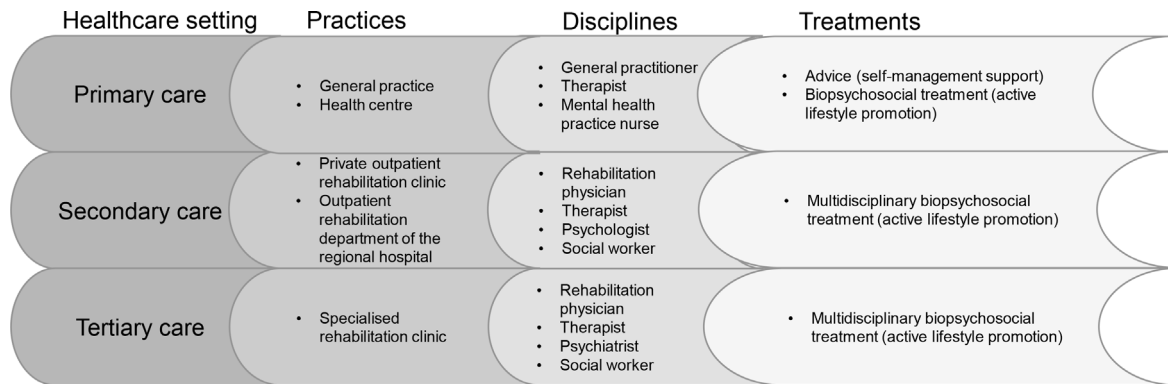 Healthcare setting
Practices
Disciplines
Treatments
Primary care
• General practice
• Health centre
• General practitioner
• Therapist
• Mental health
practice nurse
• Advice (self-management support)
• Biopsychosocial treatment (active
lifestyle promotion)
Secondary care
• Private outpatient
rehabilitation clinic
• Outpatient
rehabilitation
department of the
regional hospital
• Rehabilitation
physician
• Therapist
• Psychologist
• Social worker
• Multidisciplinary biopsychosocial
treatment (active lifestyle promotion)
Tertiary care
• Specialised
rehabilitation clinic
• Rehabilitation
physician
• Therapist
• Psychiatrist
• Social worker
• Multidisciplinary biopsychosocial
treatment (active lifestyle promotion)